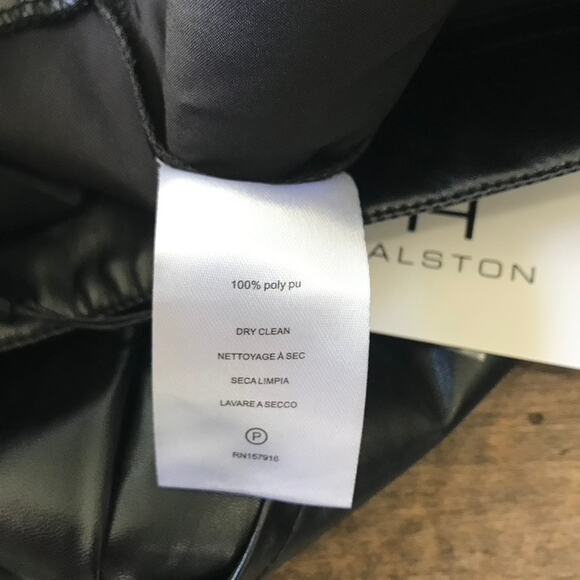 100% poly pu
DRY CLEAN
NETTOYAGE À SEC
SECA LIMPIA
LAVARE A SECCO
P
RN157916
H
ALSTON